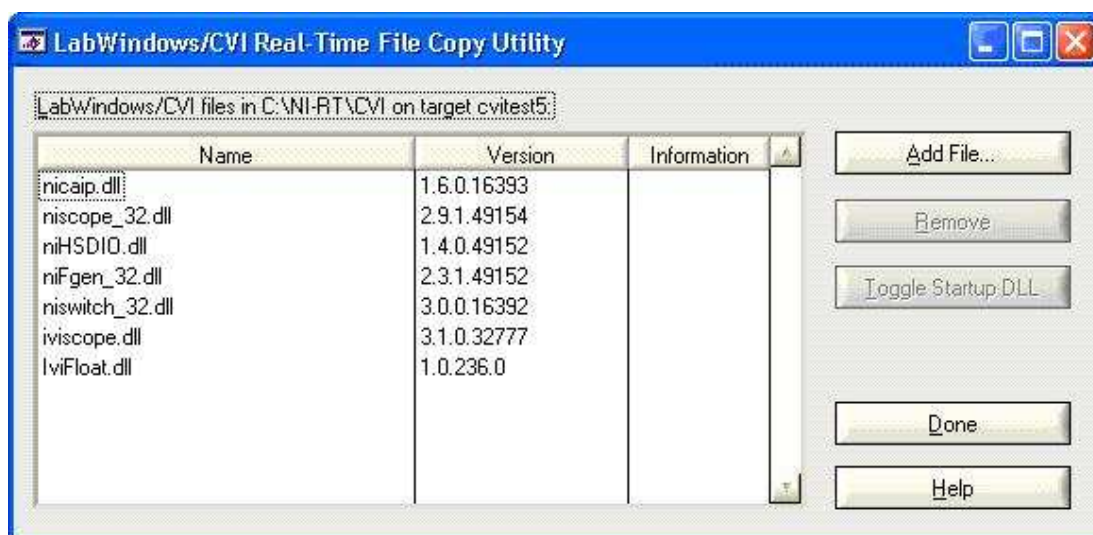 LabWindows/CVI Real-Time File Copy Utility
LabWindows/CVI files in C:\NI-RT\CVI on target cvitest5:
Name Version Information
nicaip.dll 1.6.0.16393
niscope_32.dll 2.9.1.49154
niHSDIO.dll 1.4.0.49152
niFgen_32.dll 2.3.1.49152
niswitch_32.dll 3.0.0.16392
iviscope.dll 3.1.0.32777
IviFloat.dll 1.0.236.0
Add File...
Remove
Toggle Startup DLL
Done
Help